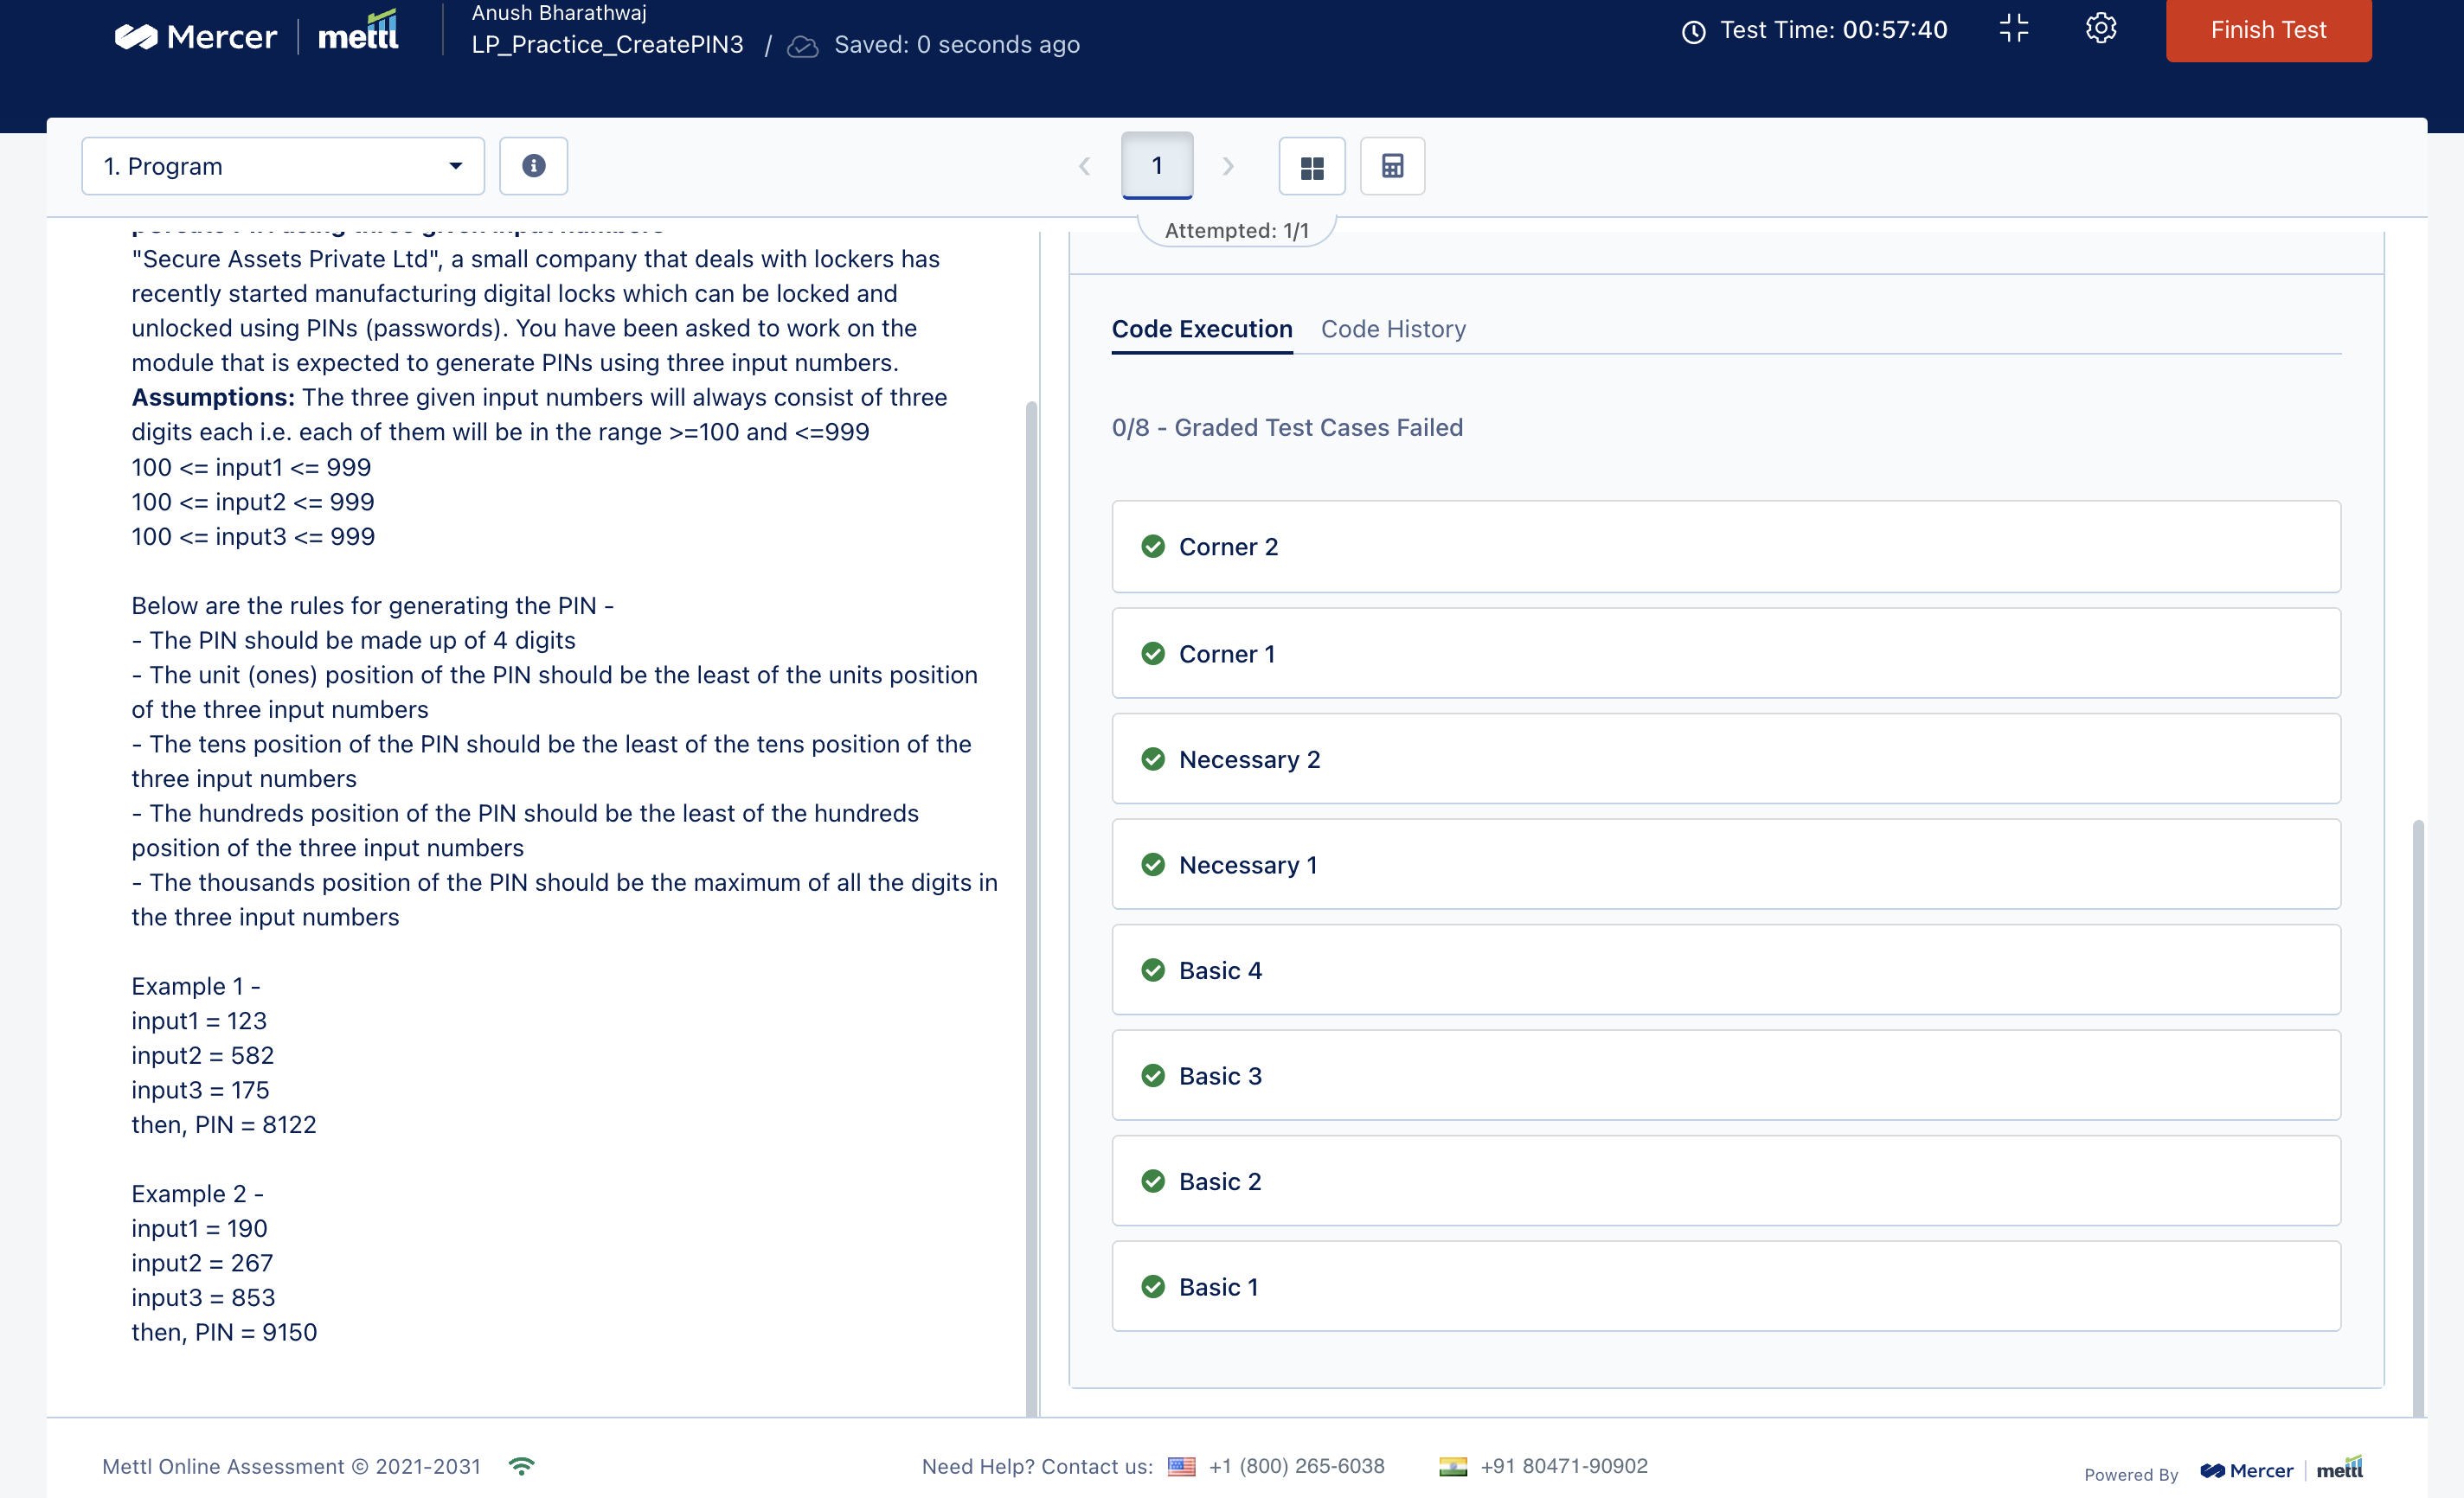 Mercer | mettl
Anush Bharathwaj
LP_Practice_CreatePIN3 / Saved: 0 seconds ago
Test Time: 00:57:40
Finish Test
1. Program
1
Attempted: 1/1
using three given input numbers
"Secure Assets Private Ltd", a small company that deals with lockers has
recently started manufacturing digital locks which can be locked and
unlocked using PINs (passwords). You have been asked to work on the
module that is expected to generate PINs using three input numbers.
Assumptions: The three given input numbers will always consist of three
digits each i.e. each of them will be in the range >=100 and <=999
100 <= input1 <= 999
100 <= input2 <= 999
100 <= input3 <= 999
Below are the rules for generating the PIN -
- The PIN should be made up of 4 digits
- The unit (ones) position of the PIN should be the least of the units position
of the three input numbers
- The tens position of the PIN should be the least of the tens position of the
three input numbers
- The hundreds position of the PIN should be the least of the hundreds
position of the three input numbers
- The thousands position of the PIN should be the maximum of all the digits in
the three input numbers
Example 1 -
input1 = 123
input2 = 582
input3 = 175
then, PIN = 8122
Example 2 -
input1 = 190
input2 = 267
input3 = 853
then, PIN = 9150
Code Execution Code History
0/8 - Graded Test Cases Failed
Corner 2
Corner 1
Necessary 2
Necessary 1
Basic 4
Basic 3
Basic 2
Basic 1
Mettl Online Assessment © 2021-2031
Need Help? Contact us: +1 (800) 265-6038 +91 80471-90902
Powered By Mercer | mettl